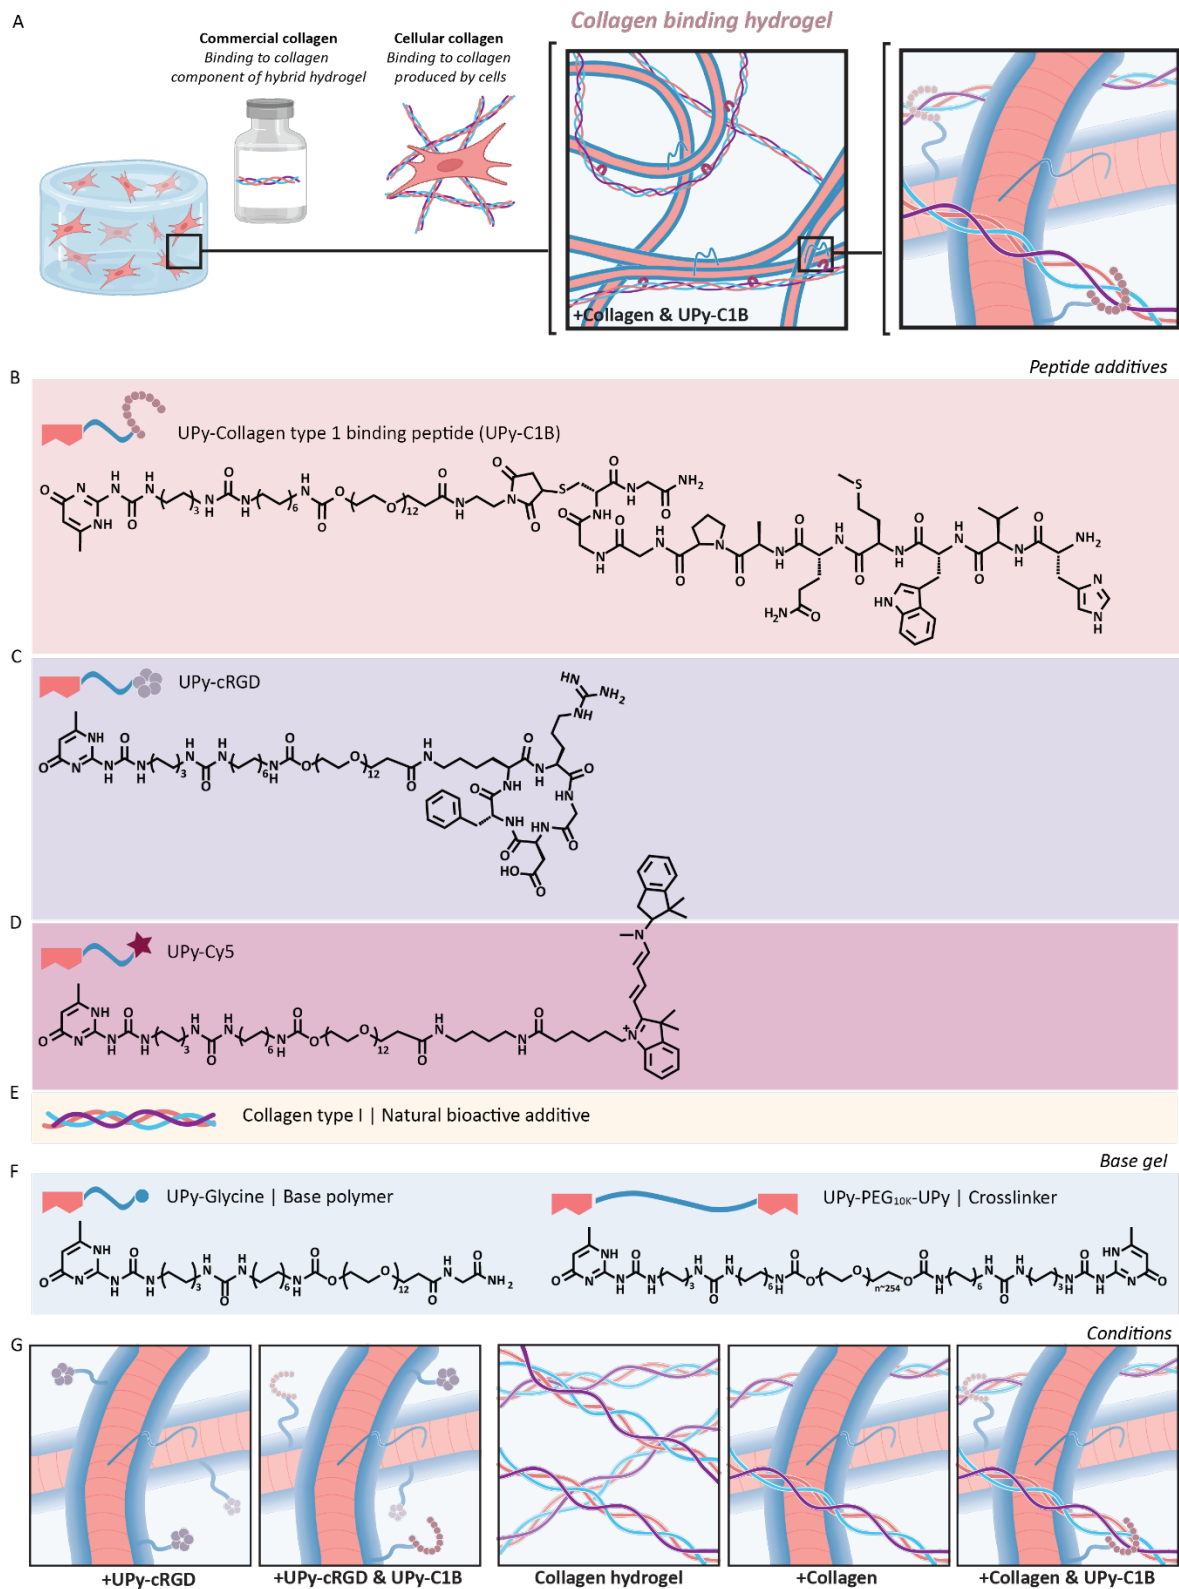 A
Collagen binding hydrogel
Commercial collagen
Binding to collagen
component of hybrid hydrogel
Cellular collagen
Binding to collagen
produced by cells
+Collagen & UPy-C1B
Peptide additives
B
UPy-Collagen type 1 binding peptide (UPy-C1B)
C
UPy-cRGD
D
UPy-Cy5
E
Collagen type I | Natural bioactive additive
Base gel
F
UPy-Glycine | Base polymer
UPy-PEG10K-UPy | Crosslinker
n~254
Conditions
G
+UPy-cRGD
+UPy-cRGD & UPy-C1B
Collagen hydrogel
+Collagen
+Collagen & UPy-C1B